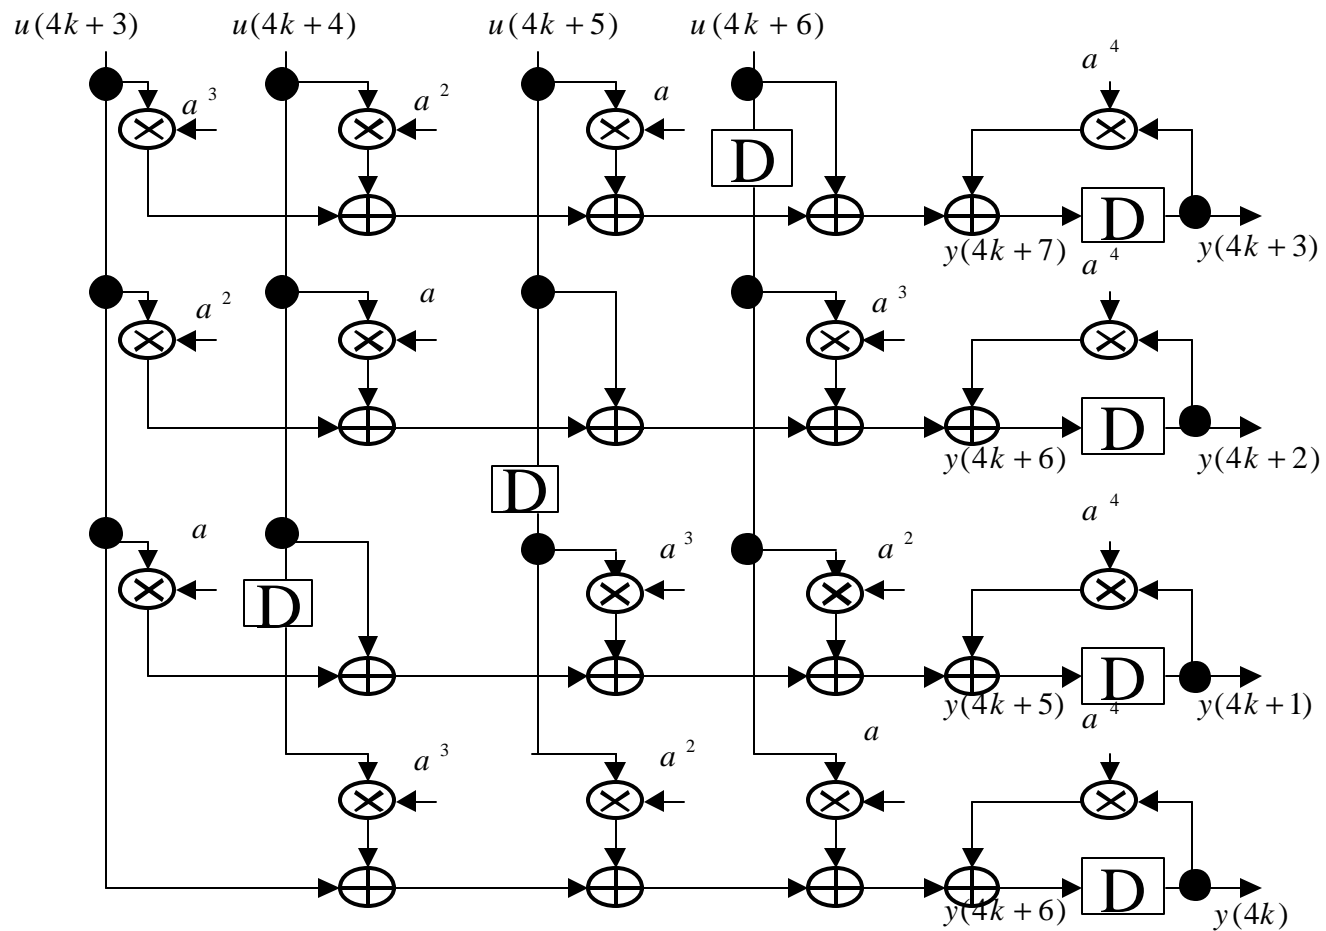 u(4k + 3) u(4k + 4) u(4k + 5) u(4k + 6)
a^4
a^3 a^2 a
D
D
y(4k + 7) y(4k + 3)
a^4
a^2 a a^3
D
y(4k + 6) y(4k + 2)
D
a^4
a a^3 a^2
D
D
y(4k + 5) y(4k + 1)
a^4
a^3 a^2 a
D
y(4k + 6) y(4k)